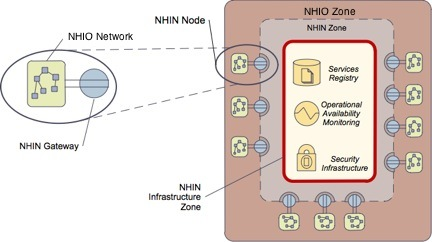 NHIO Network
NHIN Gateway
NHIN Node
NHIN
Infrastructure
Zone
NHIO Zone
NHIN Zone
Services
Registry
Operational
Availability
Monitoring
Security
Infrastructure